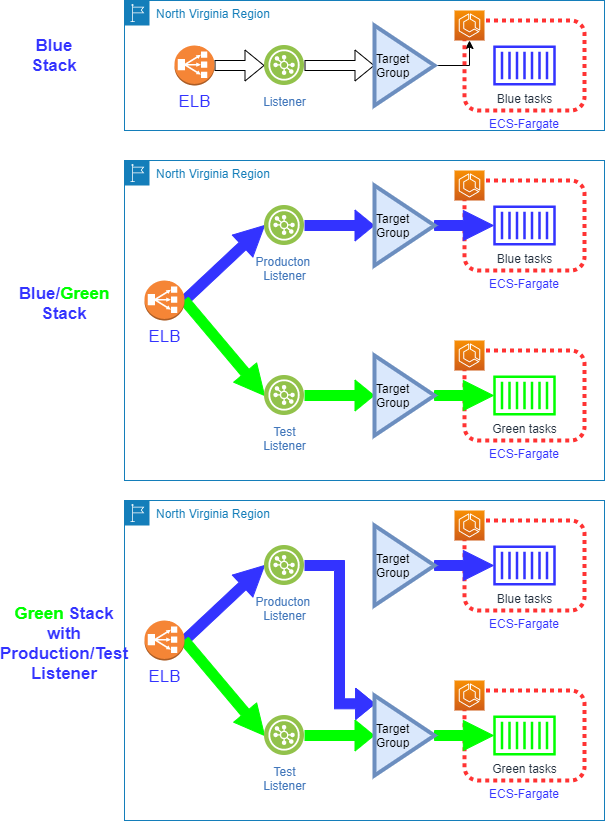 North Virginia Region
Blue
Stack
ELB
Listener
Target
Group
Blue tasks
ECS-Fargate
North Virginia Region
Blue/Green
Stack
ELB
Producton
Listener
Target
Group
Blue tasks
ECS-Fargate
Test
Listener
Target
Group
Green tasks
ECS-Fargate
North Virginia Region
Green Stack
with
Production/Test
Listener
ELB
Producton
Listener
Target
Group
Blue tasks
ECS-Fargate
Test
Listener
Target
Group
Green tasks
ECS-Fargate